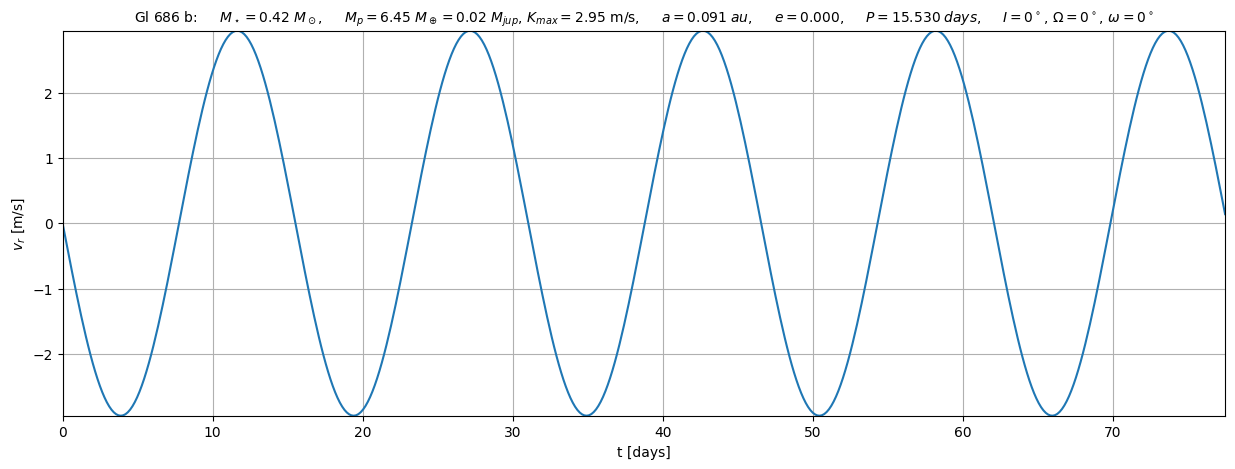 Gl 686 b: M⋆ = 0.42 M⊙, Mp = 6.45 M⊕ = 0.02 Mjup, Kmax = 2.95 m/s, a = 0.091 au, e = 0.000, P = 15.530 days, I = 0°, Ω = 0°, ω = 0°
vr [m/s]
2
1
0
−1
−2
0 10 20 30 40 50 60 70
t [days]